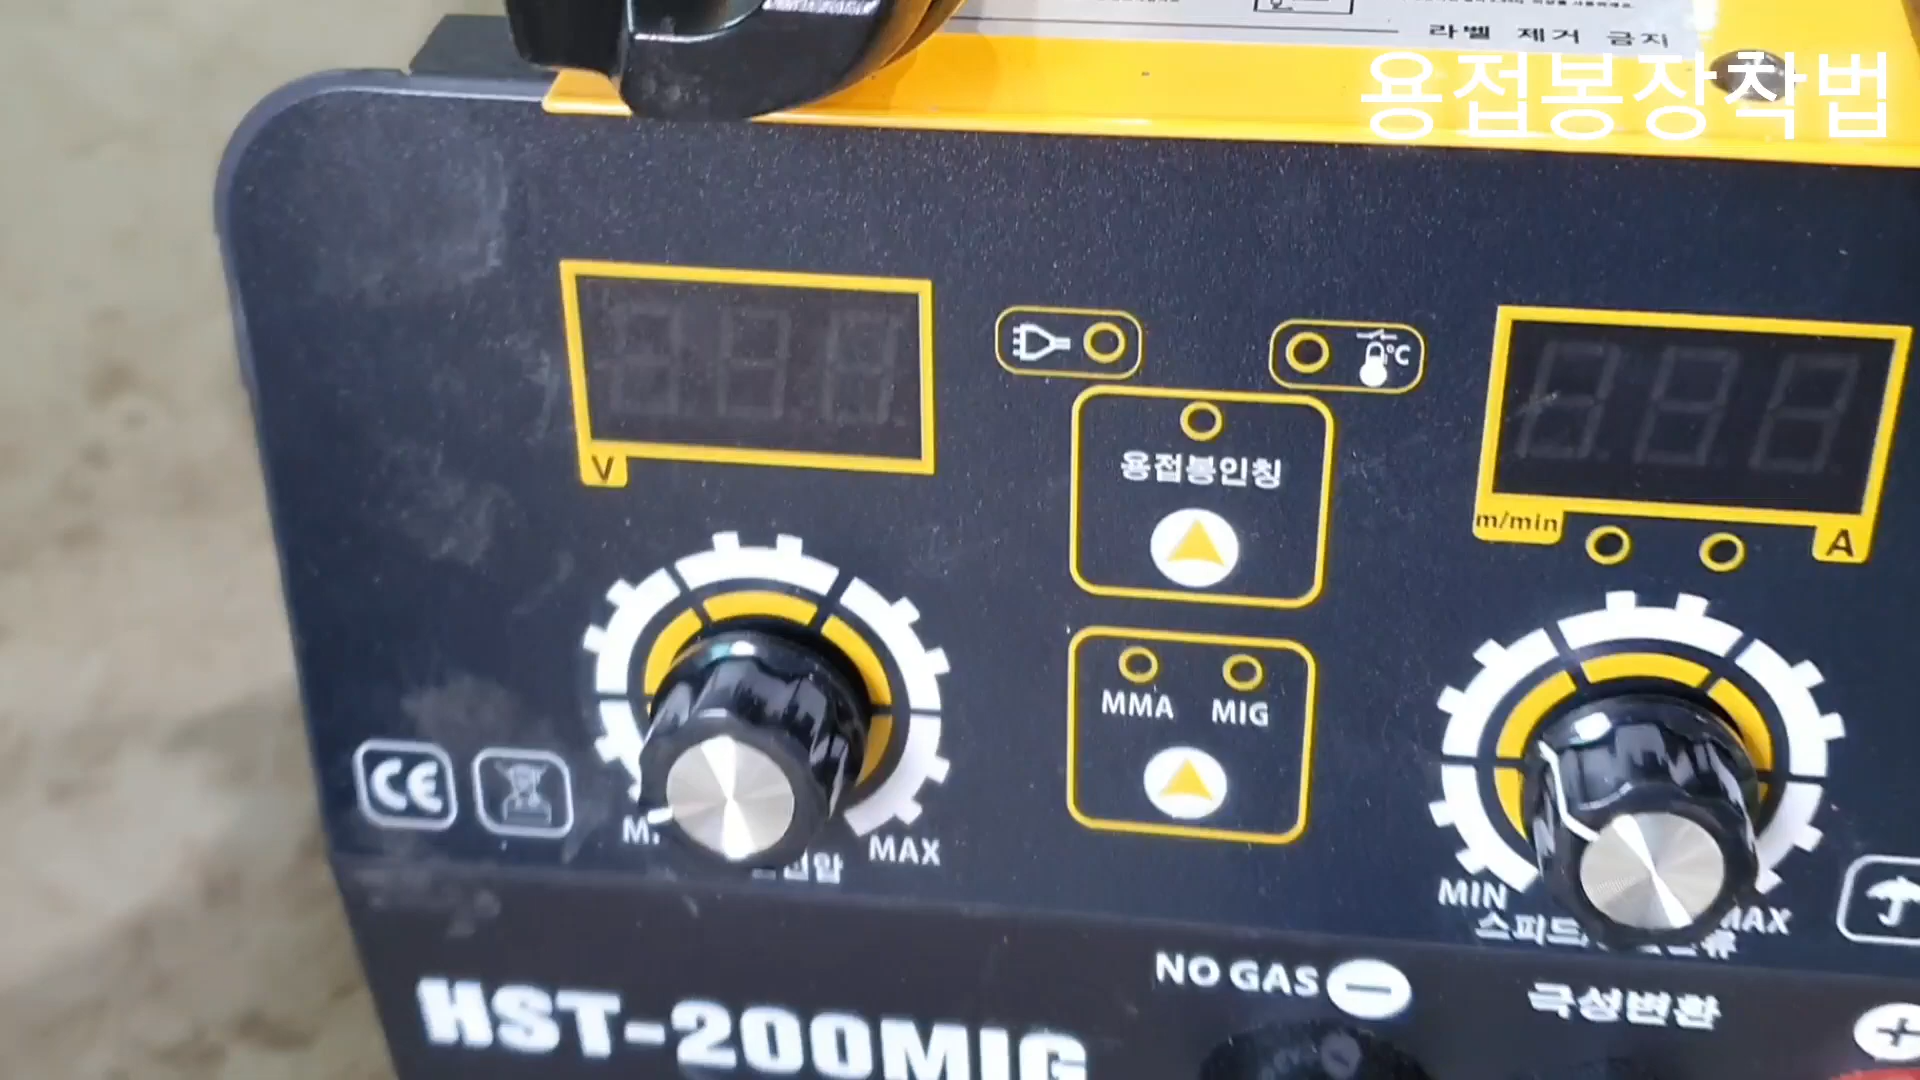 라벨 제거 금지
용접봉장착법
V
°C
용접봉인칭
m/min
A
MMA MIG
CE
MAX
MIN
MAX
NO GAS −
극성변환
+
HST-200MIG